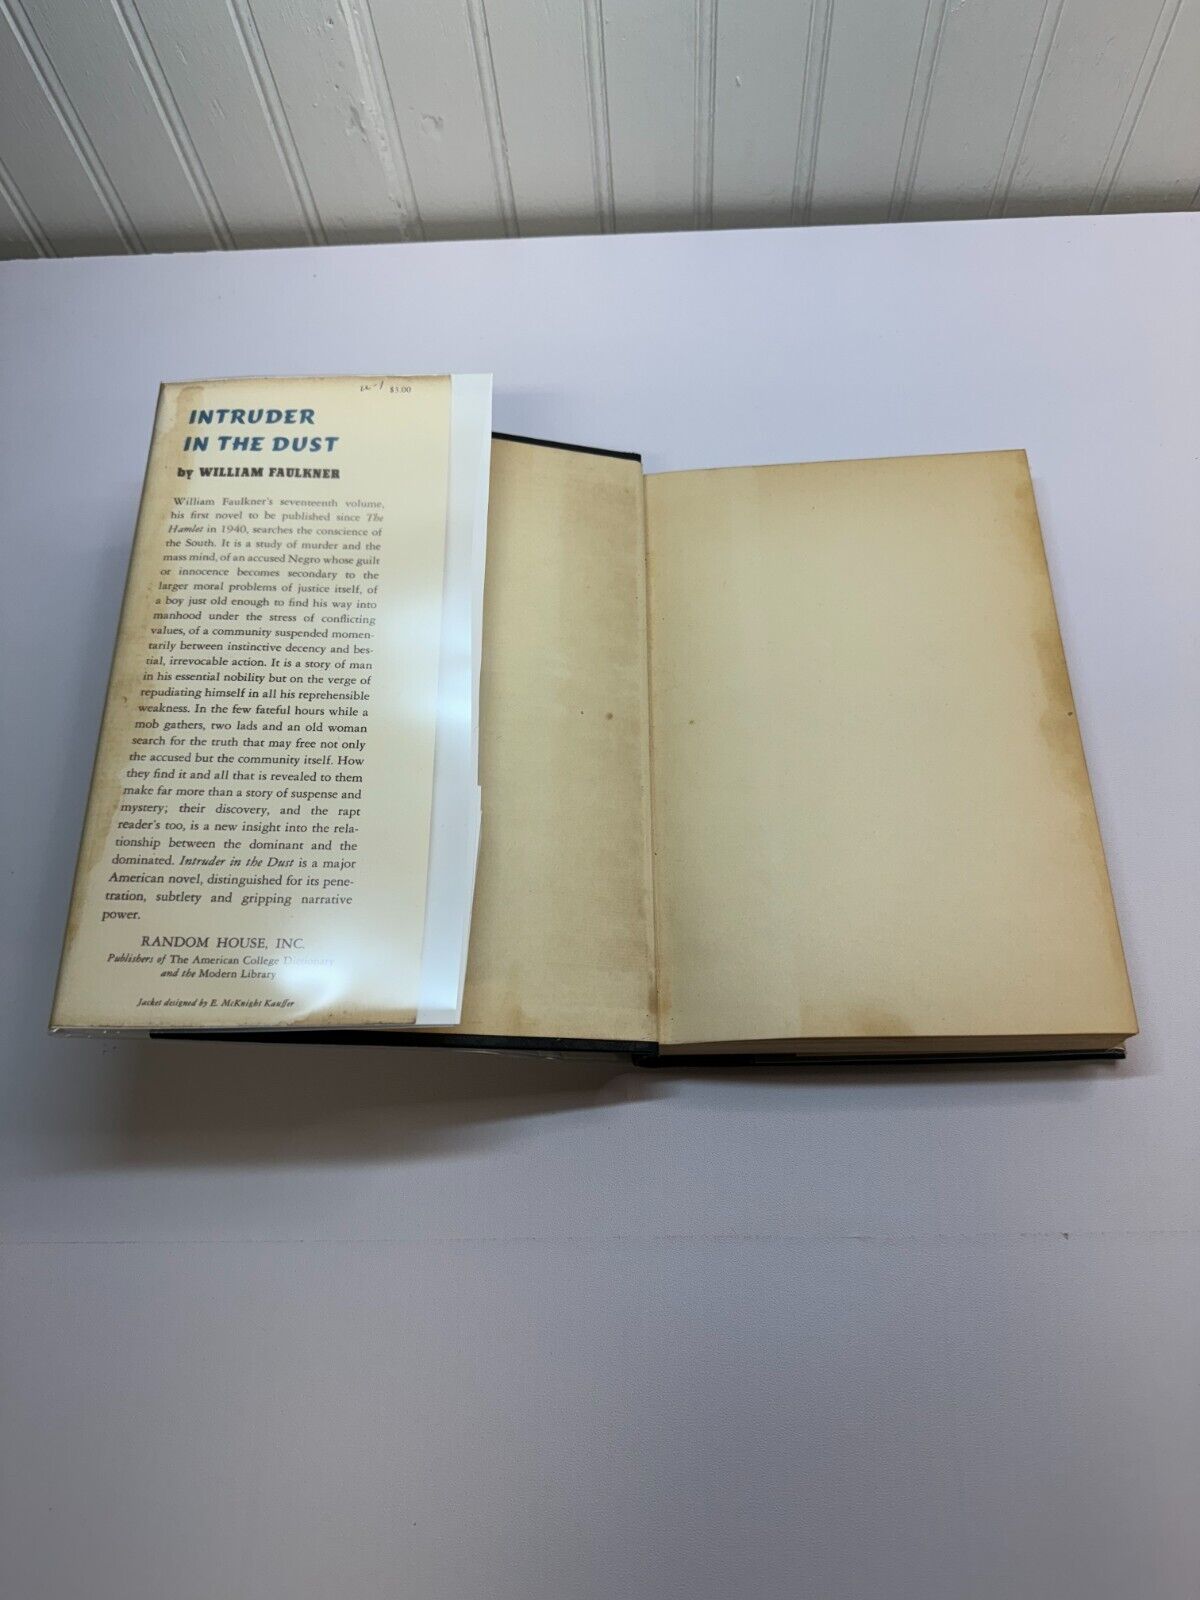 $3.00
INTRUDER
IN THE DUST
by WILLIAM FAULKNER
William Faulkner's seventeenth volume,
his first novel to be published since The
Hamlet in 1940, searches the conscience of
the South. It is a study of murder and the
mass mind, of an accused Negro whose guilt
or innocence becomes secondary to the
larger moral problems of justice itself, of
a boy just old enough to find his way into
manhood under the stress of conflicting
values, of a community suspended momen-
tarily between instinctive decency and bes-
tial, irrevocable action. It is a story of man
in his essential nobility but on the verge of
repudiating himself in all his reprehensible
weakness. In the few fateful hours while a
mob gathers, two lads and an old woman
search for the truth that may free not only
the accused but the community itself. How
they find it and all that is revealed to them
make far more than a story of suspense and
mystery; their discovery, and the rapt
reader's too, is a new insight into the rela-
tionship between the dominant and the
dominated. Intruder in the Dust is a major
American novel, distinguished for its pene-
tration, subtlety and gripping narrative
power.
RANDOM HOUSE, INC.
Publishers of The American College Dictionary
and the Modern Library
Jacket designed by E. McKnight Kauffer